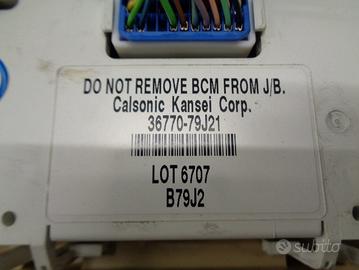 DO NOT REMOVE BCM FROM J/B.
Calsonic Kansei Corp.
36770-79J21
LOT 6707
B79J2
subito